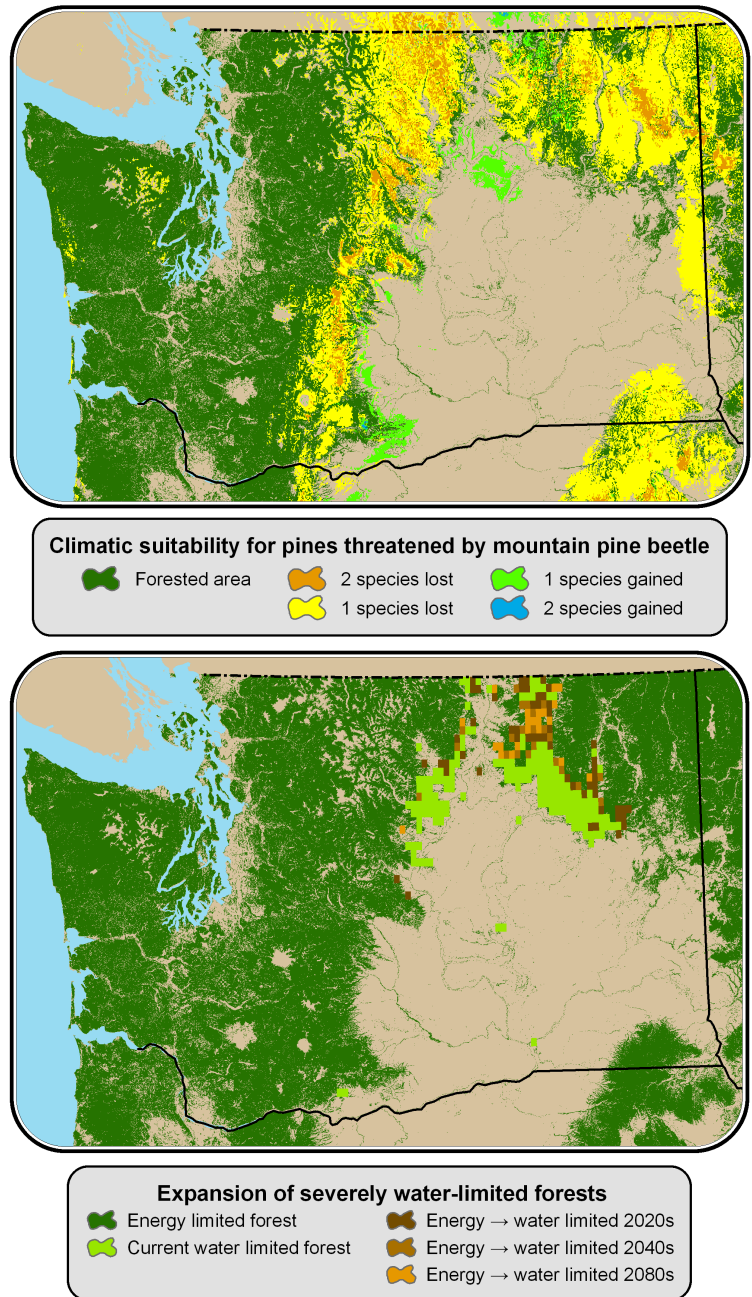 Climatic suitability for pines threatened by mountain pine beetle
Forested area
2 species lost
1 species gained
1 species lost
2 species gained
Expansion of severely water-limited forests
Energy limited forest
Energy → water limited 2020s
Current water limited forest
Energy → water limited 2040s
Energy → water limited 2080s